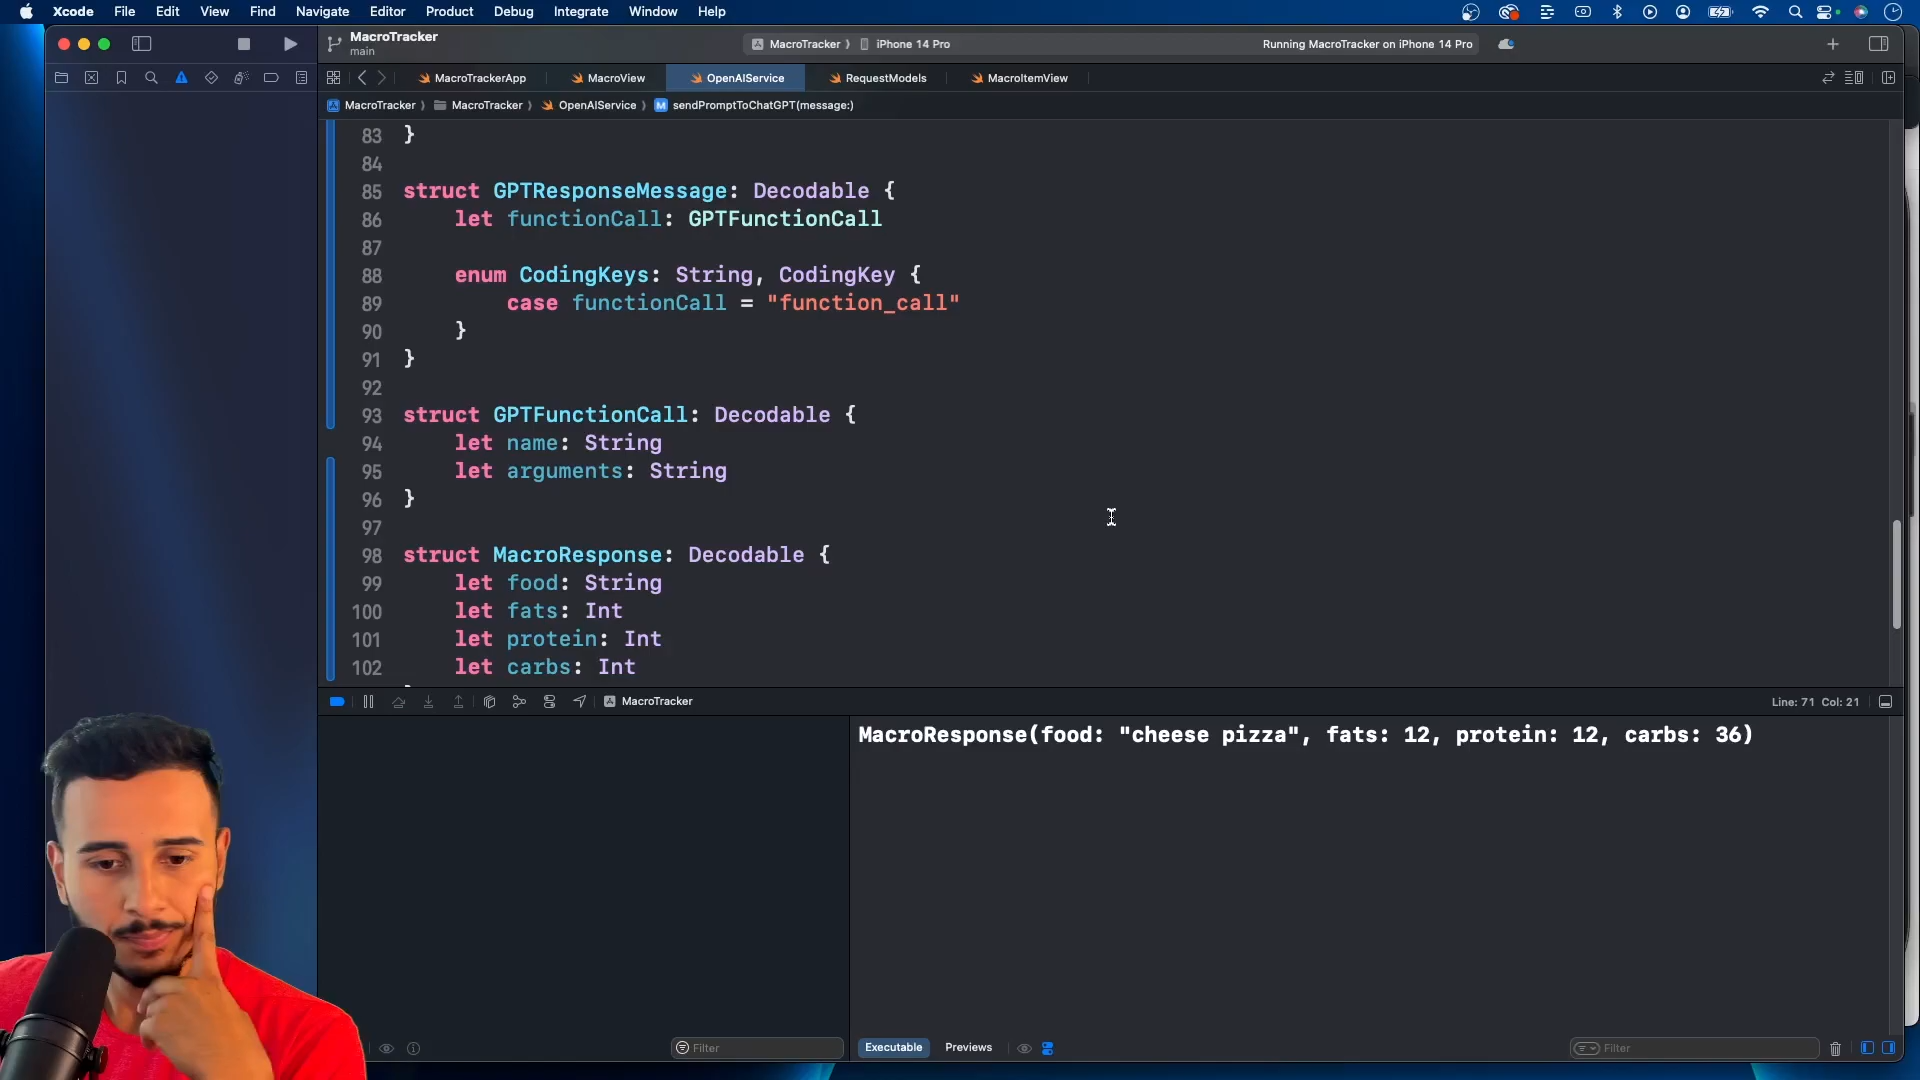 Xcode File Edit View Find Navigate Editor Product Debug Integrate Window Help
MacroTracker
main
MacroTracker 〉 iPhone 14 Pro
Running MacroTracker on iPhone 14 Pro
MacroTrackerApp MacroView OpenAIService RequestModels MacroItemView
MacroTracker 〉 MacroTracker 〉 OpenAIService 〉 M sendPromptToChatGPT(message:)
83 }
84
85 struct GPTResponseMessage: Decodable {
86 let functionCall: GPTFunctionCall
87
88 enum CodingKeys: String, CodingKey {
89 case functionCall = "function_call"
90 }
91 }
92
93 struct GPTFunctionCall: Decodable {
94 let name: String
95 let arguments: String
96 }
97
98 struct MacroResponse: Decodable {
99 let food: String
100 let fats: Int
101 let protein: Int
102 let carbs: Int
MacroTracker
Line: 71 Col: 21
MacroResponse(food: "cheese pizza", fats: 12, protein: 12, carbs: 36)
Filter
Executable Previews
Filter